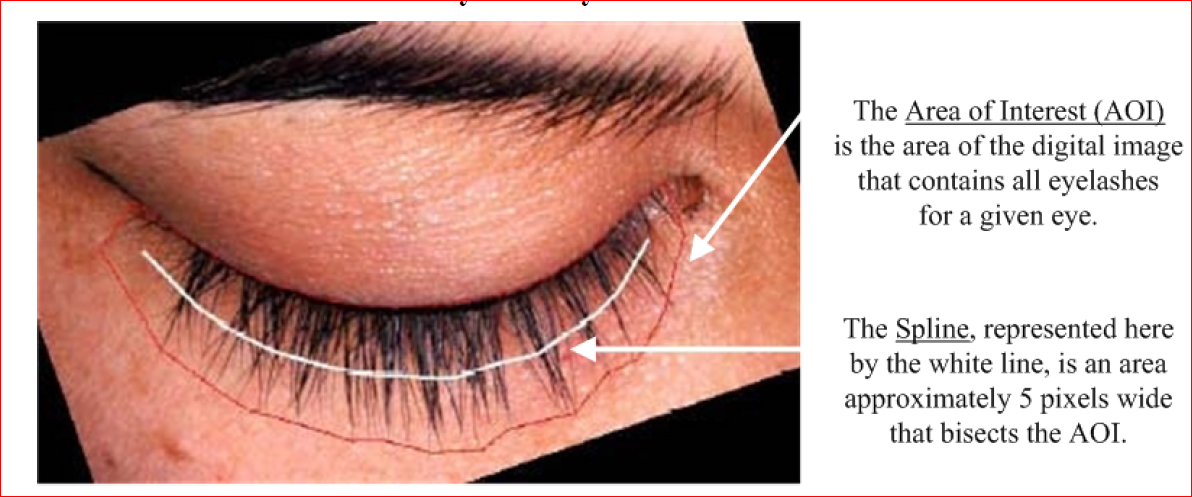 The Area of Interest (AOI)
is the area of the digital image
that contains all eyelashes
for a given eye.
The Spline, represented here
by the white line, is an area
approximately 5 pixels wide
that bisects the AOI.